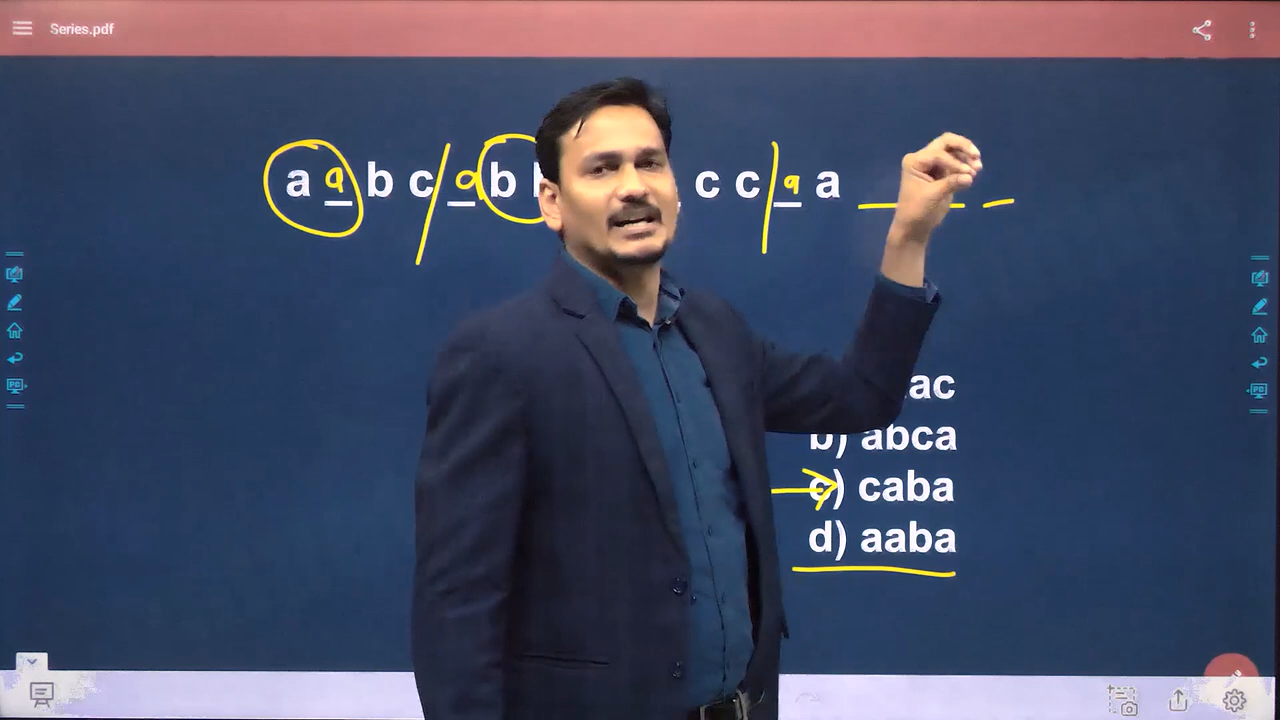 Series.pdf
a a b c / a b c c / a a _ _
ac
b) abca
c) caba
d) aaba